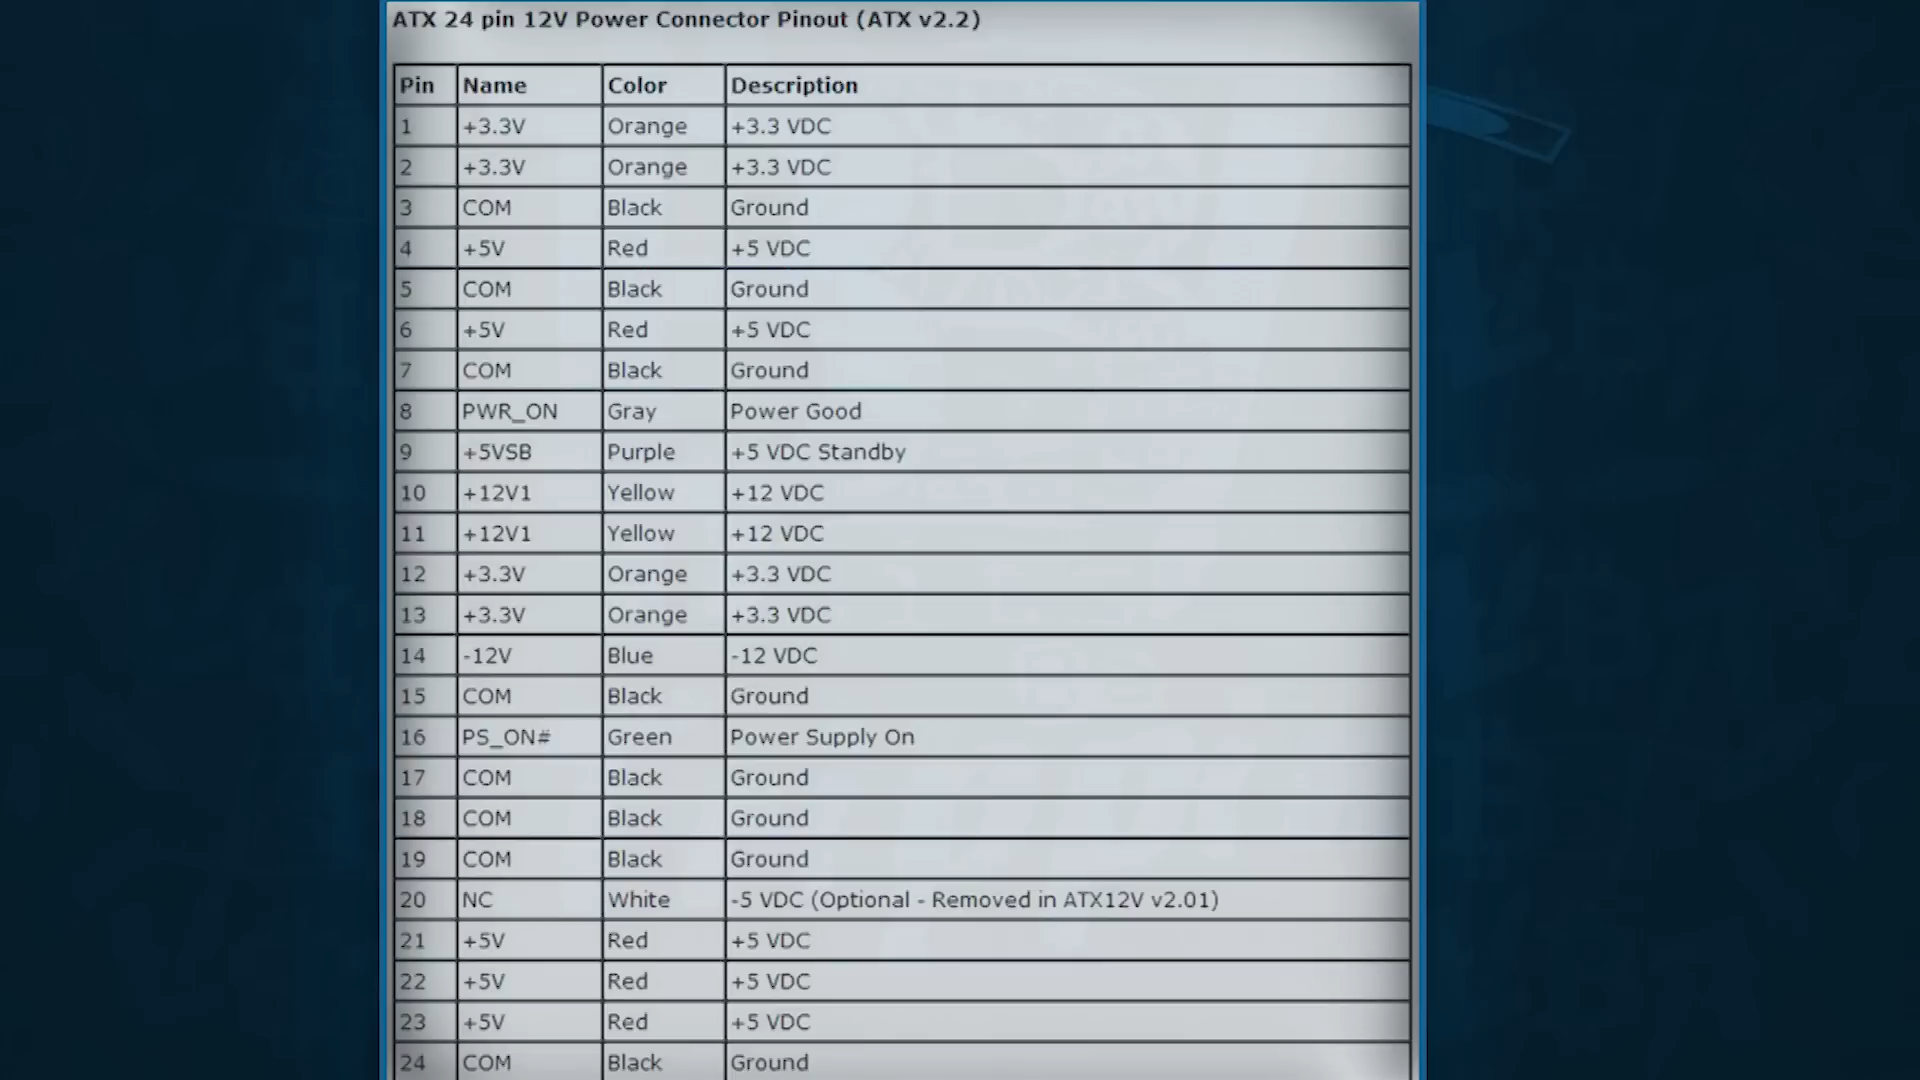 ATX 24 pin 12V Power Connector Pinout (ATX v2.2)
Pin Name Color Description
1 +3.3V Orange +3.3 VDC
2 +3.3V Orange +3.3 VDC
3 COM Black Ground
4 +5V Red +5 VDC
5 COM Black Ground
6 +5V Red +5 VDC
7 COM Black Ground
8 PWR_ON Gray Power Good
9 +5VSB Purple +5 VDC Standby
10 +12V1 Yellow +12 VDC
11 +12V1 Yellow +12 VDC
12 +3.3V Orange +3.3 VDC
13 +3.3V Orange +3.3 VDC
14 -12V Blue -12 VDC
15 COM Black Ground
16 PS_ON# Green Power Supply On
17 COM Black Ground
18 COM Black Ground
19 COM Black Ground
20 NC White -5 VDC (Optional - Removed in ATX12V v2.01)
21 +5V Red +5 VDC
22 +5V Red +5 VDC
23 +5V Red +5 VDC
24 COM Black Ground